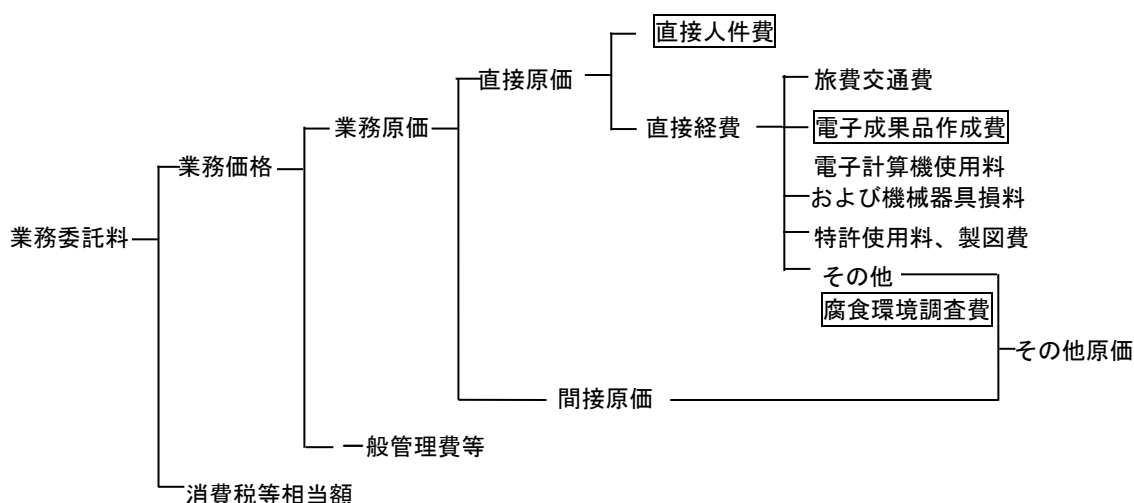 直接人件費
直接原価
旅費交通費
業務原価
直接経費
電子成果品作成費
業務価格
電子計算機使用料
および機械器具損料
業務委託料
特許使用料、製図費
その他
腐食環境調査費
その他原価
間接原価
一般管理費等
消費税等相当額